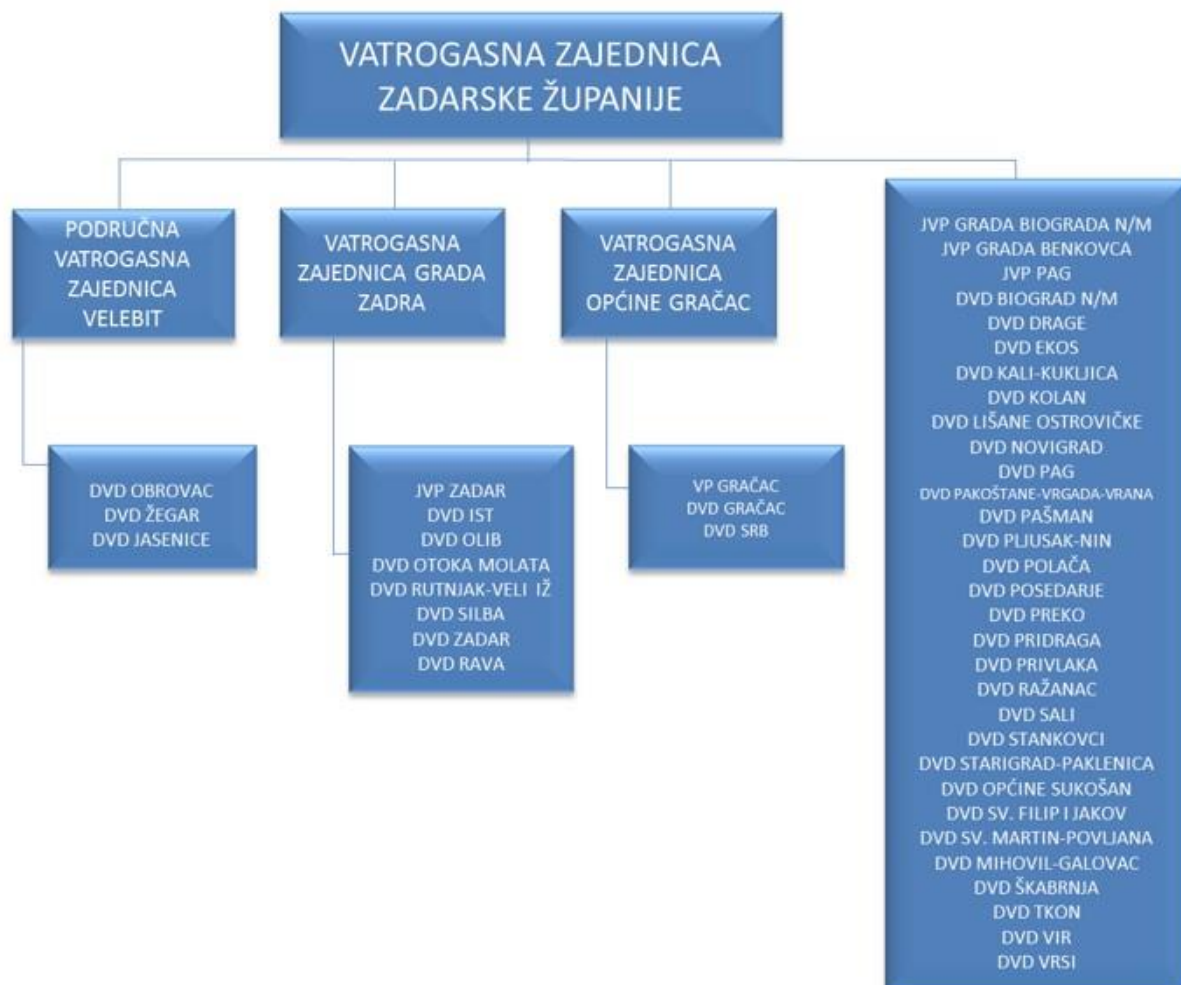 VATROGASNA ZAJEDNICA
ZADARSKE ŽUPANIJE
PODRUČNA
VATROGASNA
ZAJEDNICA
VELEBIT
VATROGASNA
ZAJEDNICA GRADA
ZADRA
VATROGASNA
ZAJEDNICA
OPĆINE GRAČAC
JVP GRADA BIOGRADA N/M
JVP GRADA BENKOVCA
JVP PAG
DVD BIOGRAD N/M
DVD DRAGE
DVD EKOS
DVD KALI-KUKLJICA
DVD KOLAN
DVD LIŠANE OSTROVIČKE
DVD NOVIGRAD
DVD PAG
DVD PAKOŠTANE-VRGADA-VRANA
DVD PAŠMAN
DVD PLJUSAK-NIN
DVD POLAČA
DVD POSEDARJE
DVD PREKO
DVD PRIDRAGA
DVD PRIVLAKA
DVD RAŽANAC
DVD SALI
DVD STANKOVCI
DVD STARIGRAD-PAKLENICA
DVD OPĆINE SUKOŠAN
DVD SV. FILIP I JAKOV
DVD SV. MARTIN-POVLJANA
DVD MIHOVIL-GALOVAC
DVD ŠKABRNJA
DVD TKON
DVD VIR
DVD VRSI
DVD OBROVAC
DVD ŽEGAR
DVD JASENICE
JVP ZADAR
DVD IST
DVD OLIB
DVD OTOKA MOLATA
DVD RUTNJAK-VELI IŽ
DVD SILBA
DVD ZADAR
DVD RAVA
VP GRAČAC
DVD GRAČAC
DVD SRB